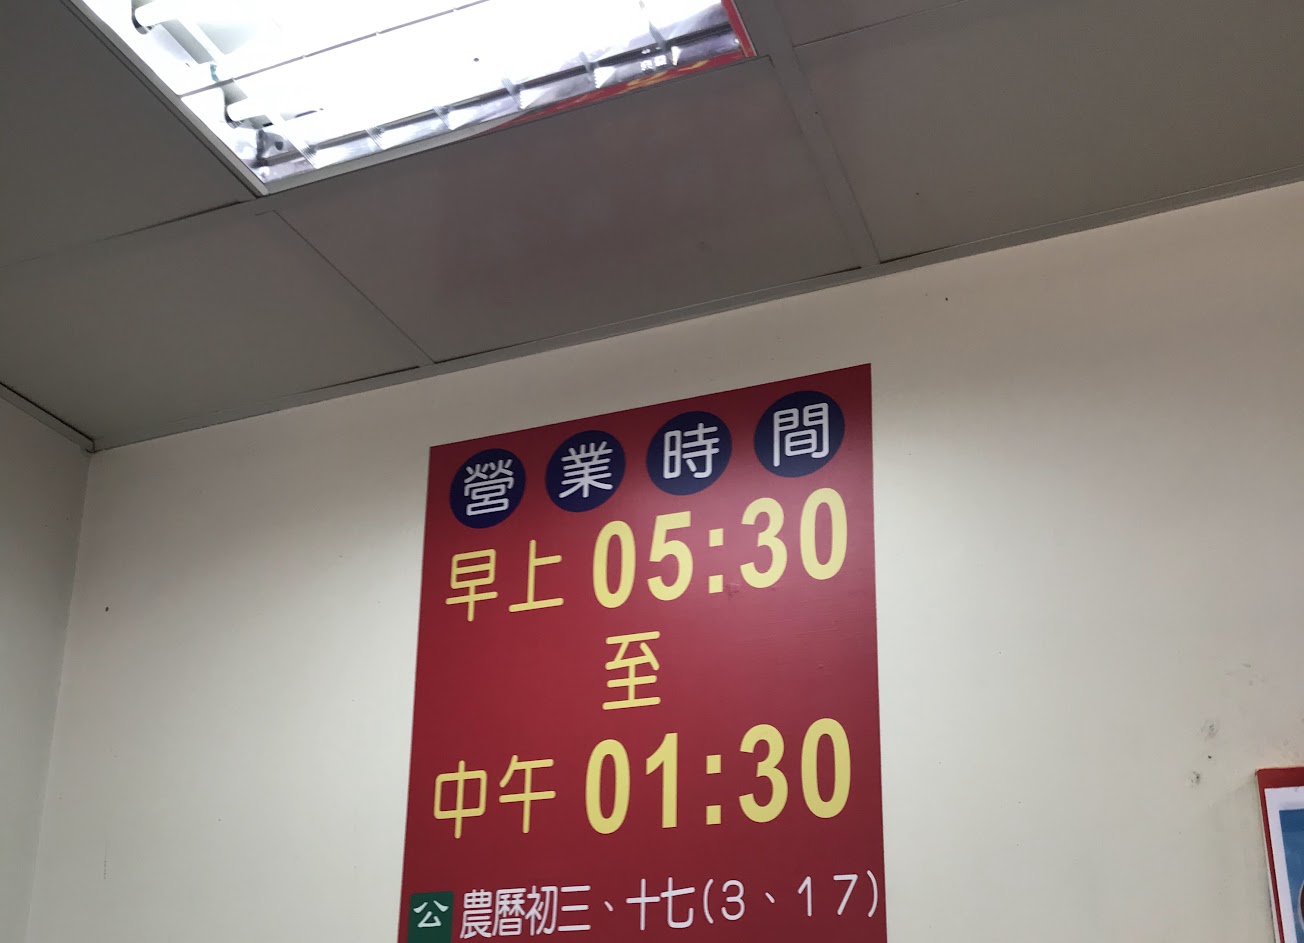 營業時間
早上 05:30
至
中午 01:30
公 農曆初三、十七(3、17)